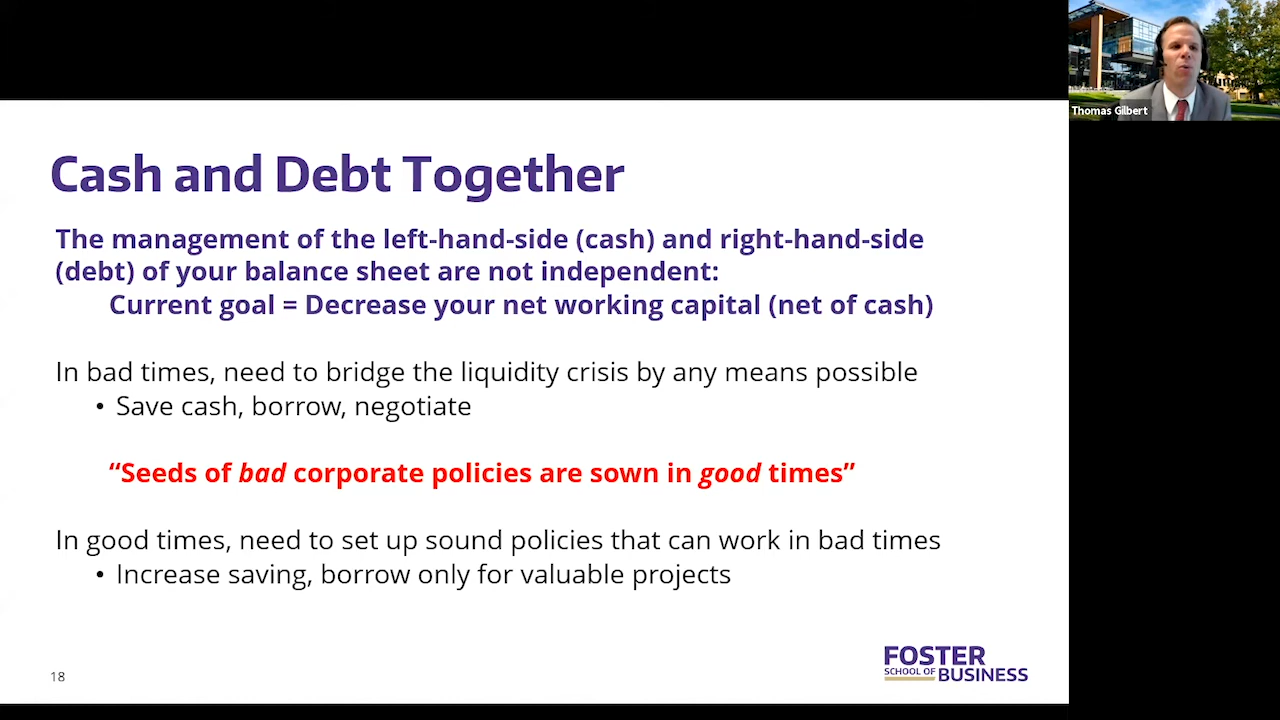 Thomas Gilbert
Cash and Debt Together
The management of the left-hand-side (cash) and right-hand-side
(debt) of your balance sheet are not independent:
Current goal = Decrease your net working capital (net of cash)
In bad times, need to bridge the liquidity crisis by any means possible
• Save cash, borrow, negotiate
“Seeds of bad corporate policies are sown in good times”
In good times, need to set up sound policies that can work in bad times
• Increase saving, borrow only for valuable projects
18
FOSTER
SCHOOL OF BUSINESS